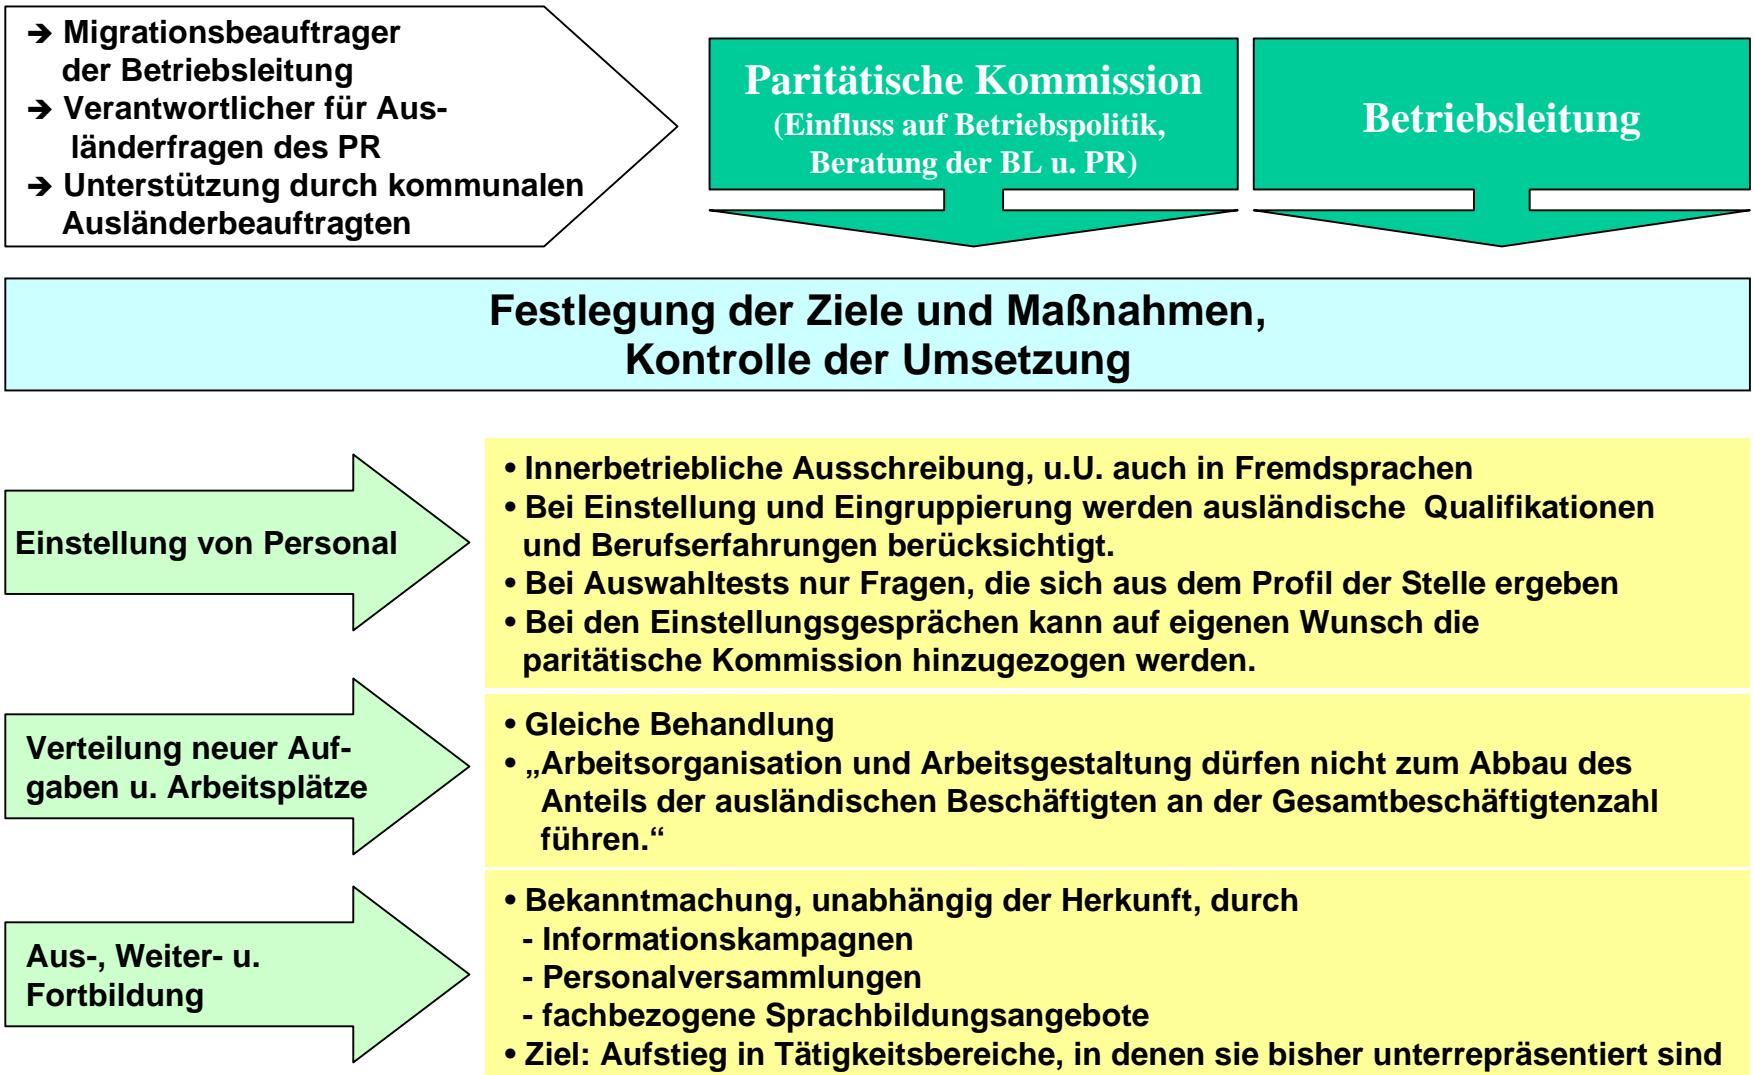 ➔ Migrationsbeauftrager
der Betriebsleitung
➔ Verantwortlicher für Aus-
länderfragen des PR
➔ Unterstützung durch kommunalen
Ausländerbeauftragten
Paritätische Kommission
(Einfluss auf Betriebspolitik,
Beratung der BL u. PR)
Betriebsleitung
Festlegung der Ziele und Maßnahmen,
Kontrolle der Umsetzung
Einstellung von Personal
• Innerbetriebliche Ausschreibung, u.U. auch in Fremdsprachen
• Bei Einstellung und Eingruppierung werden ausländische Qualifikationen
und Berufserfahrungen berücksichtigt.
• Bei Auswahltests nur Fragen, die sich aus dem Profil der Stelle ergeben
• Bei den Einstellungsgesprächen kann auf eigenen Wunsch die
paritätische Kommission hinzugezogen werden.
Verteilung neuer Auf-
gaben u. Arbeitsplätze
• Gleiche Behandlung
• „Arbeitsorganisation und Arbeitsgestaltung dürfen nicht zum Abbau des
Anteils der ausländischen Beschäftigten an der Gesamtbeschäftigtenzahl
führen.“
Aus-, Weiter- u.
Fortbildung
• Bekanntmachung, unabhängig der Herkunft, durch
- Informationskampagnen
- Personalversammlungen
- fachbezogene Sprachbildungsangebote
• Ziel: Aufstieg in Tätigkeitsbereiche, in denen sie bisher unterrepräsentiert sind